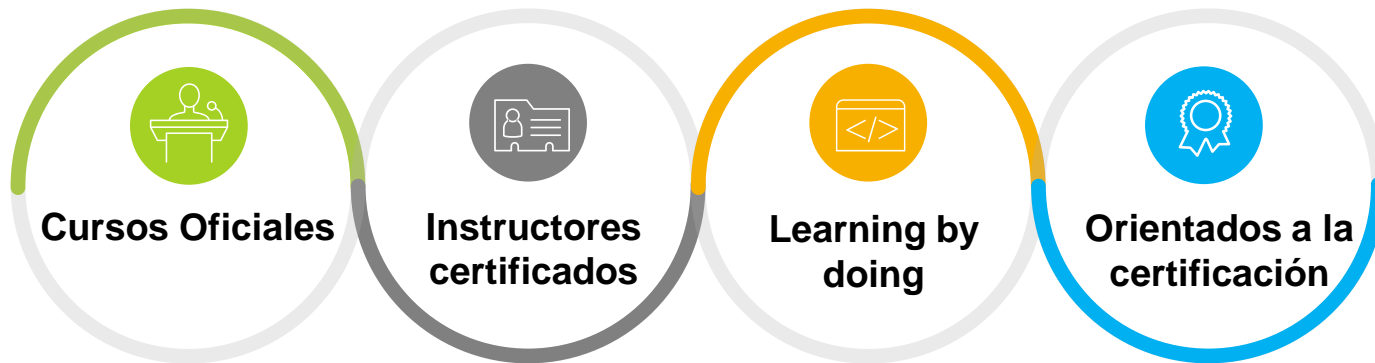 Cursos Oficiales
Instructores
certificados
</>
Learning by
doing
Orientados a la
certificación